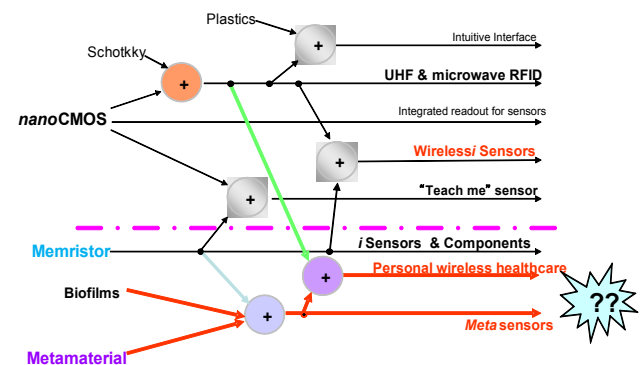 Plastics
Intuitive Interface
Schotkky
+
UHF & microwave RFID
+
nanoCMOS
Integrated readout for sensors
Wirelessi Sensors
+
"Teach me" sensor
+
i Sensors & Components
Memristor
Personal wireless healthcare
+
Biofilms
??
+
Meta sensors
Metamaterial